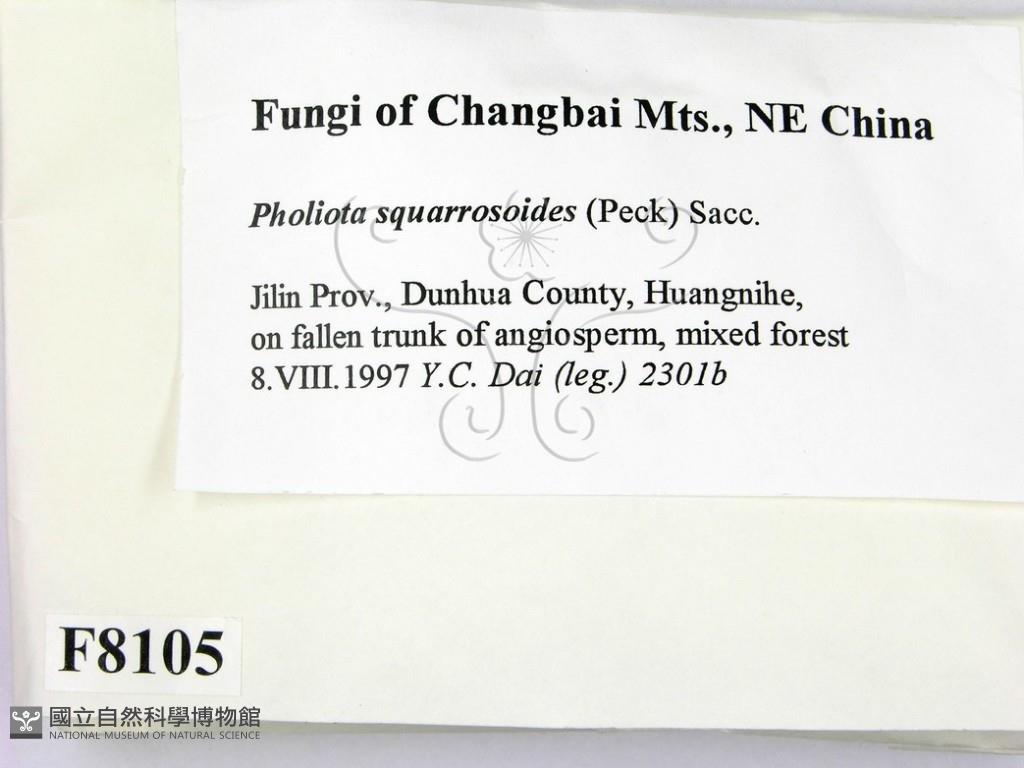 Fungi of Changbai Mts., NE China
Pholiota squarrosoides (Peck) Sacc.
Jilin Prov., Dunhua County, Huangnihe,
on fallen trunk of angiosperm, mixed forest
8.VIII.1997 Y.C. Dai (leg.) 2301b
F8105
國立自然科學博物館
NATIONAL MUSEUM OF NATURAL SCIENCE